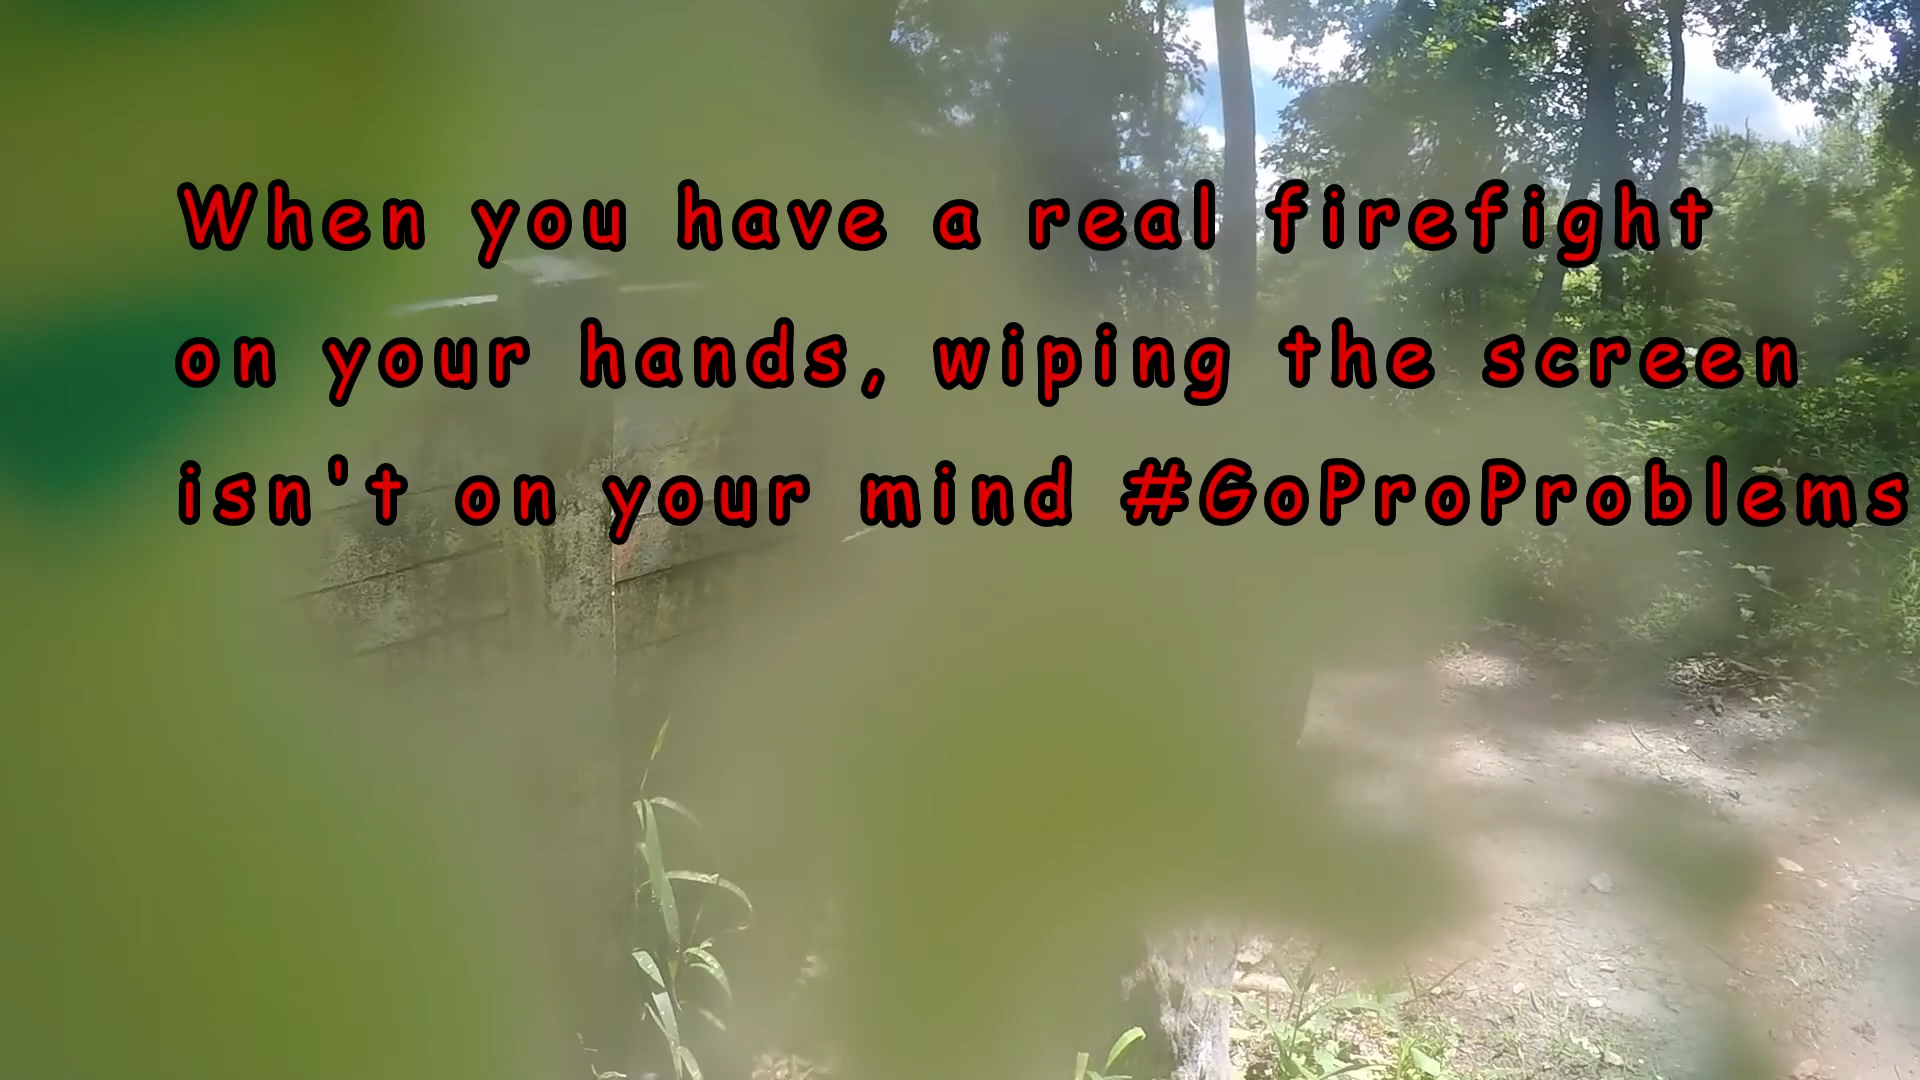 When you have a real firefight
on your hands, wiping the screen
isn't on your mind #GoProProblems